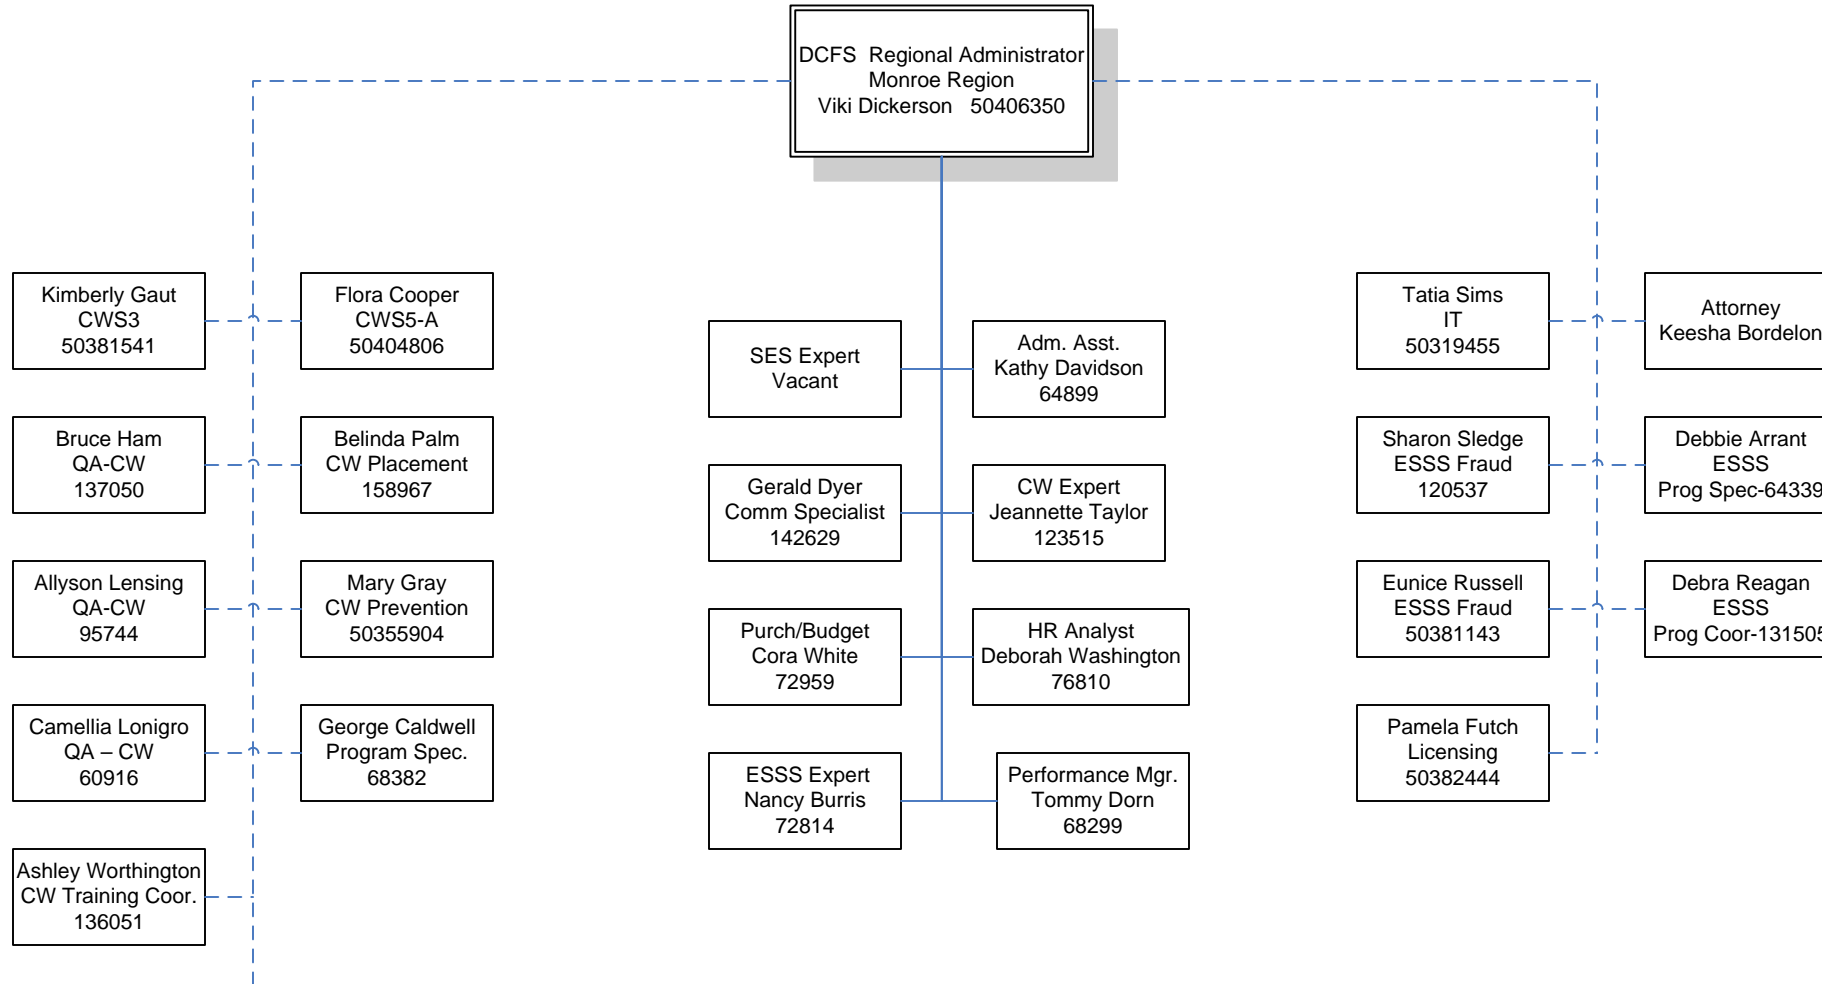 DCFS Regional Administrator
Monroe Region
Viki Dickerson 50406350
Kimberly Gaut
CWS3
50381541
Flora Cooper
CWS5-A
50404806
Bruce Ham
QA-CW
137050
Belinda Palm
CW Placement
158967
Allyson Lensing
QA-CW
95744
Mary Gray
CW Prevention
50355904
Camellia Lonigro
QA – CW
60916
George Caldwell
Program Spec.
68382
Ashley Worthington
CW Training Coor.
136051
SES Expert
Vacant
Adm. Asst.
Kathy Davidson
64899
Gerald Dyer
Comm Specialist
142629
CW Expert
Jeannette Taylor
123515
Purch/Budget
Cora White
72959
HR Analyst
Deborah Washington
76810
ESSS Expert
Nancy Burris
72814
Performance Mgr.
Tommy Dorn
68299
Tatia Sims
IT
50319455
Attorney
Keesha Bordelon
Sharon Sledge
ESSS Fraud
120537
Debbie Arrant
ESSS
Prog Spec-64339
Eunice Russell
ESSS Fraud
50381143
Debra Reagan
ESSS
Prog Coor-131505
Pamela Futch
Licensing
50382444